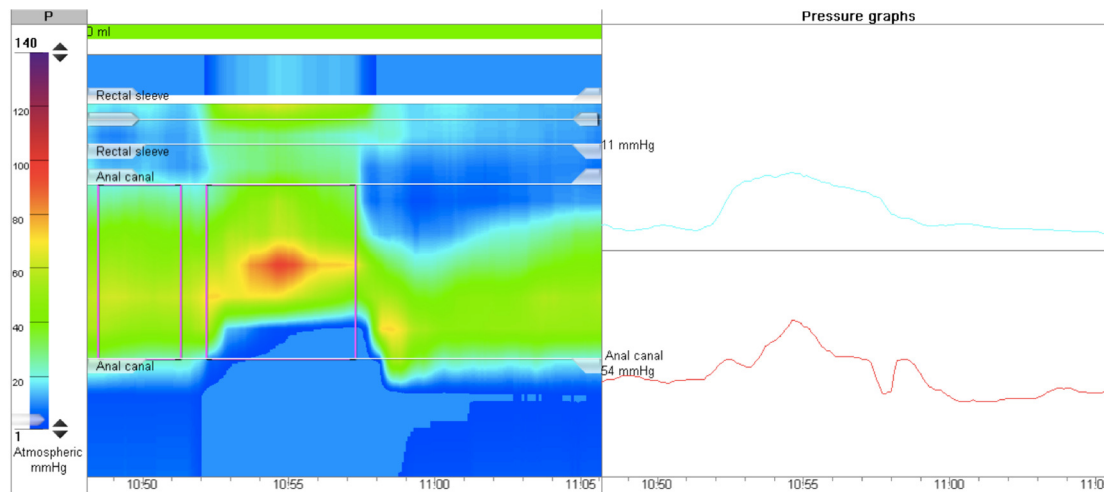 P
Pressure graphs
0 ml
140
120
100
80
60
40
20
1
Atmospheric
mmHg
Rectal sleeve
Rectal sleeve
Anal canal
Anal canal
10:50
10:55
11:00
11:05
11 mmHg
Anal canal
54 mmHg
10:50
10:55
11:00
11:0